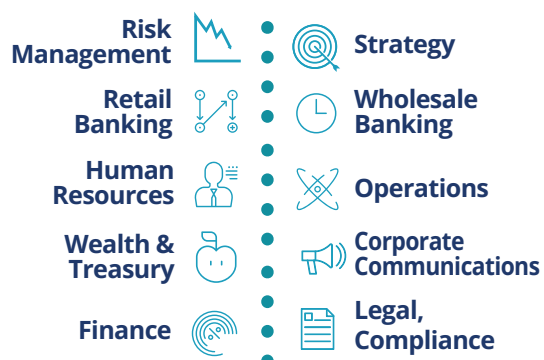 Risk
Management
Strategy
Retail
Banking
Wholesale
Banking
Human
Resources
Operations
Wealth &
Treasury
Corporate
Communications
Finance
Legal,
Compliance